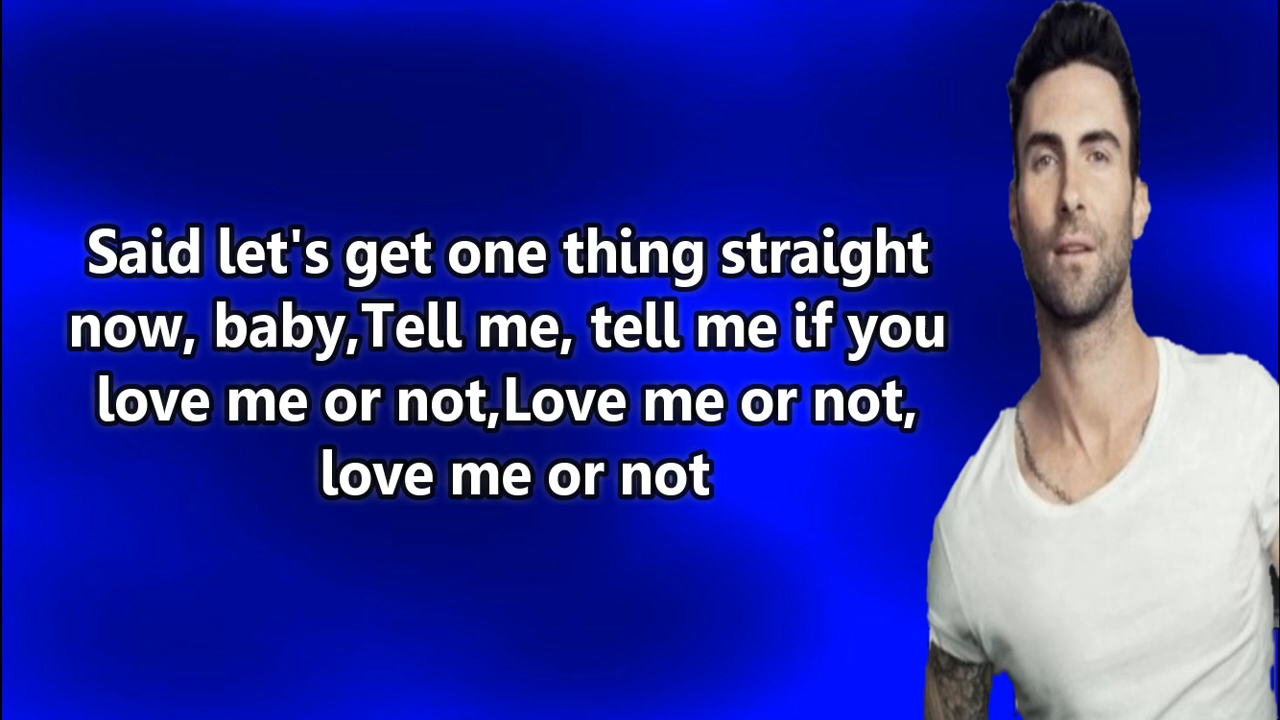 Said let's get one thing straight
now, baby,Tell me, tell me if you
love me or not,Love me or not,
love me or not